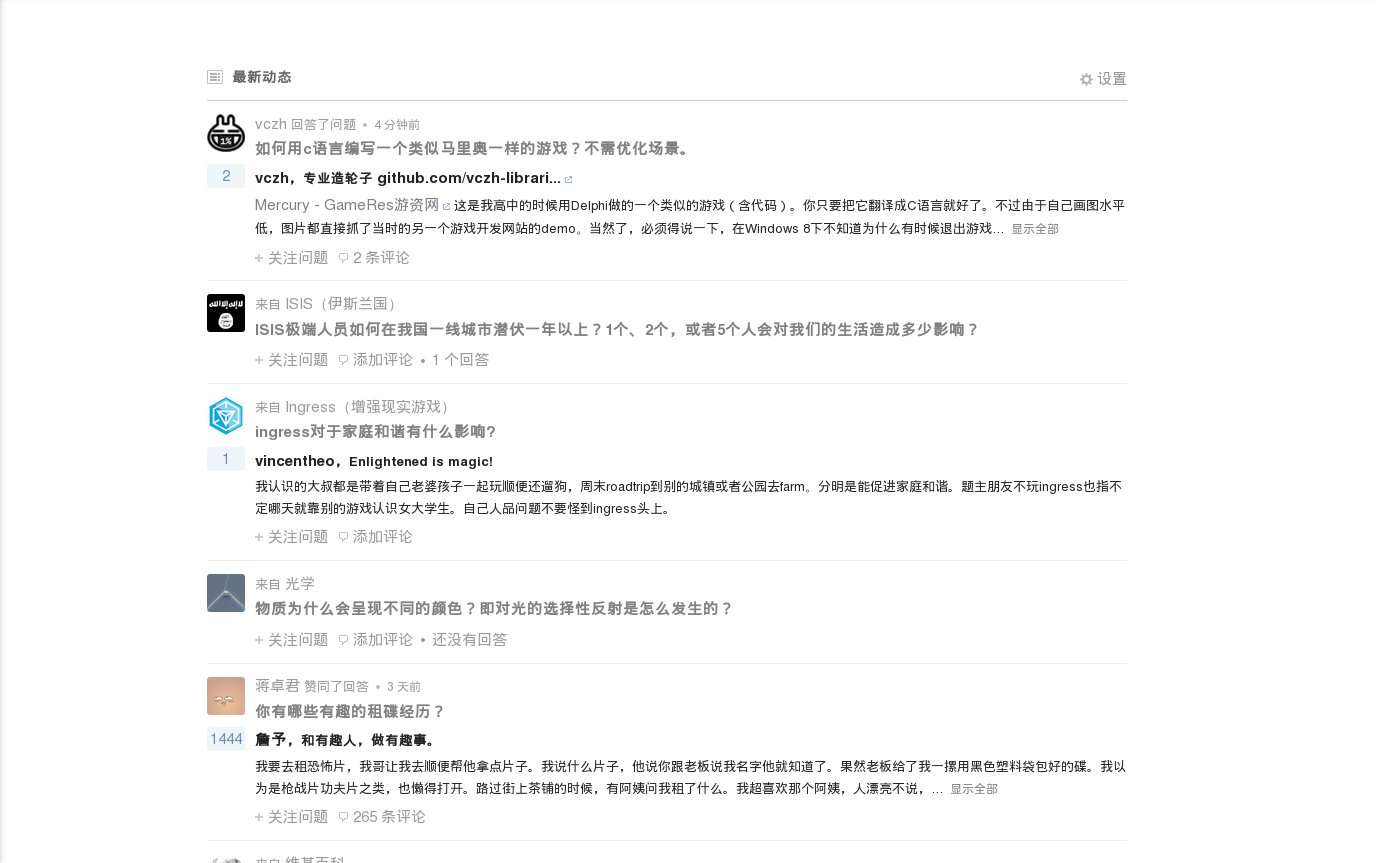 最新动态
设置
vczh 回答了问题 • 4 分钟前
如何用c语言编写一个类似马里奥一样的游戏？不需优化场景。
2
vczh，专业造轮子 github.com/vczh-librari...
Mercury - GameRes游资网 这是我高中的时候用Delphi做的一个类似的游戏（含代码）。你只要把它翻译成C语言就好了。不过由于自己画图水平
低，图片都直接抓了当时的另一个游戏开发网站的demo。当然了，必须得说一下，在Windows 8下不知道为什么有时候退出游戏… 显示全部
关注问题 2 条评论
来自 ISIS（伊斯兰国）
ISIS极端人员如何在我国一线城市潜伏一年以上？1个、2个，或者5个人会对我们的生活造成多少影响？
关注问题 添加评论 • 1 个回答
来自 Ingress（增强现实游戏）
ingress对于家庭和谐有什么影响?
1
vincentheo，Enlightened is magic!
我认识的大叔都是带着自己老婆孩子一起玩顺便还遛狗，周末roadtrip到别的城镇或者公园去farm。分明是能促进家庭和谐。题主朋友不玩ingress也指不
定哪天就靠别的游戏认识女大学生。自己人品问题不要怪到ingress头上。
关注问题 添加评论
来自 光学
物质为什么会呈现不同的颜色？即对光的选择性反射是怎么发生的？
关注问题 添加评论 • 还没有回答
蒋卓君 赞同了回答 • 3 天前
你有哪些有趣的租碟经历？
1444
詹予，和有趣人，做有趣事。
我要去租恐怖片，我哥让我去顺便帮他拿点片子。我说什么片子，他说你跟老板说我名字他就知道了。果然老板给了我一摞用黑色塑料袋包好的碟。我以
为是枪战片功夫片之类，也懒得打开。路过街上茶铺的时候，有阿姨问我租了什么。我超喜欢那个阿姨，人漂亮不说，… 显示全部
关注问题 265 条评论
来自 维基百科